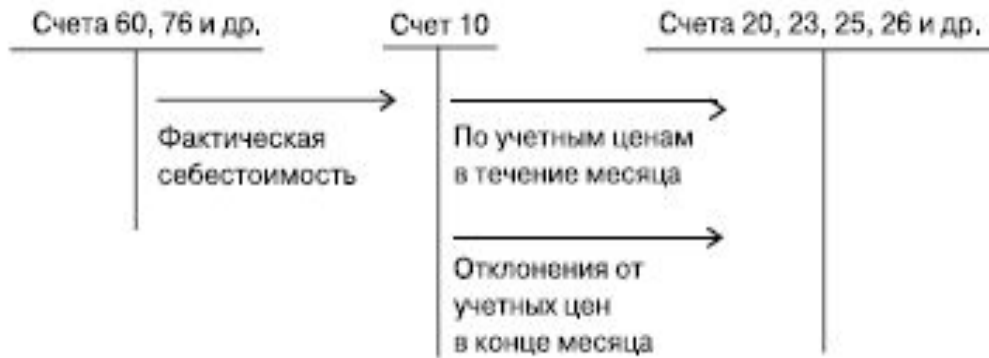 Счета 60, 76 и др.
Счет 10
Счета 20, 23, 25, 26 и др.
Фактическая
себестоимость
По учетным ценам
в течение месяца
Отклонения от
учетных цен
в конце месяца